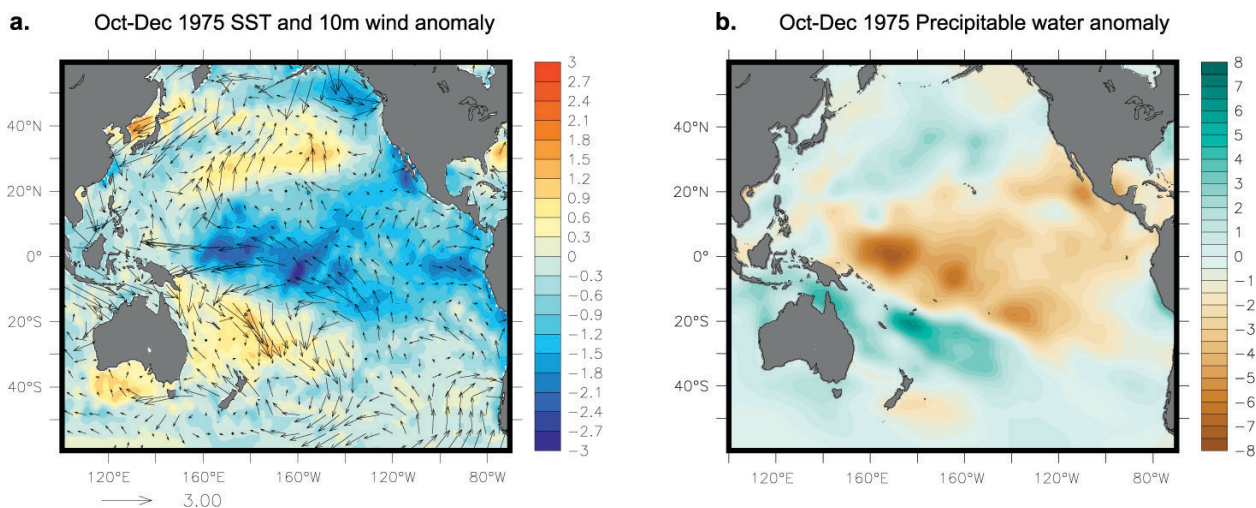 a.
Oct-Dec 1975 SST and 10m wind anomaly
40°N
20°N
0°
20°S
40°S
120°E
160°E
160°W
120°W
80°W
3.00
3
2.7
2.4
2.1
1.8
1.5
1.2
0.9
0.6
0.3
0
−0.3
−0.6
−0.9
−1.2
−1.5
−1.8
−2.1
−2.4
−2.7
−3
b.
Oct-Dec 1975 Precipitable water anomaly
40°N
20°N
0°
20°S
40°S
120°E
160°E
160°W
120°W
80°W
8
7
6
5
4
3
2
1
0
−1
−2
−3
−4
−5
−6
−7
−8